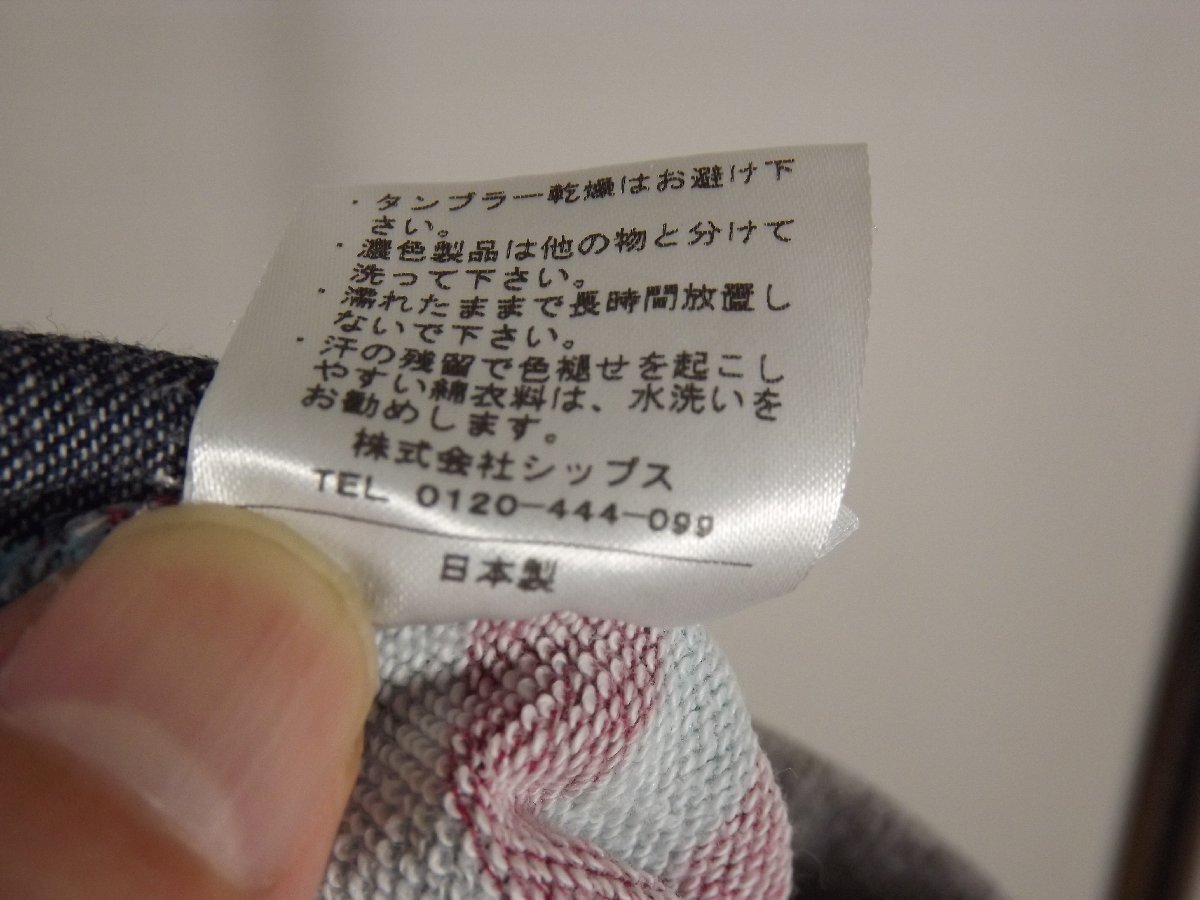 ・タンブラー乾燥はお避け下
さい。
・濃色製品は他の物と分けて
洗って下さい。
・濡れたままで長時間放置し
ないで下さい。
・汗の残留で色褪せを起こし
やすい綿衣料は、水洗いを
お勧めします。
株式会社シップス
TEL 0120-444-099
日本製